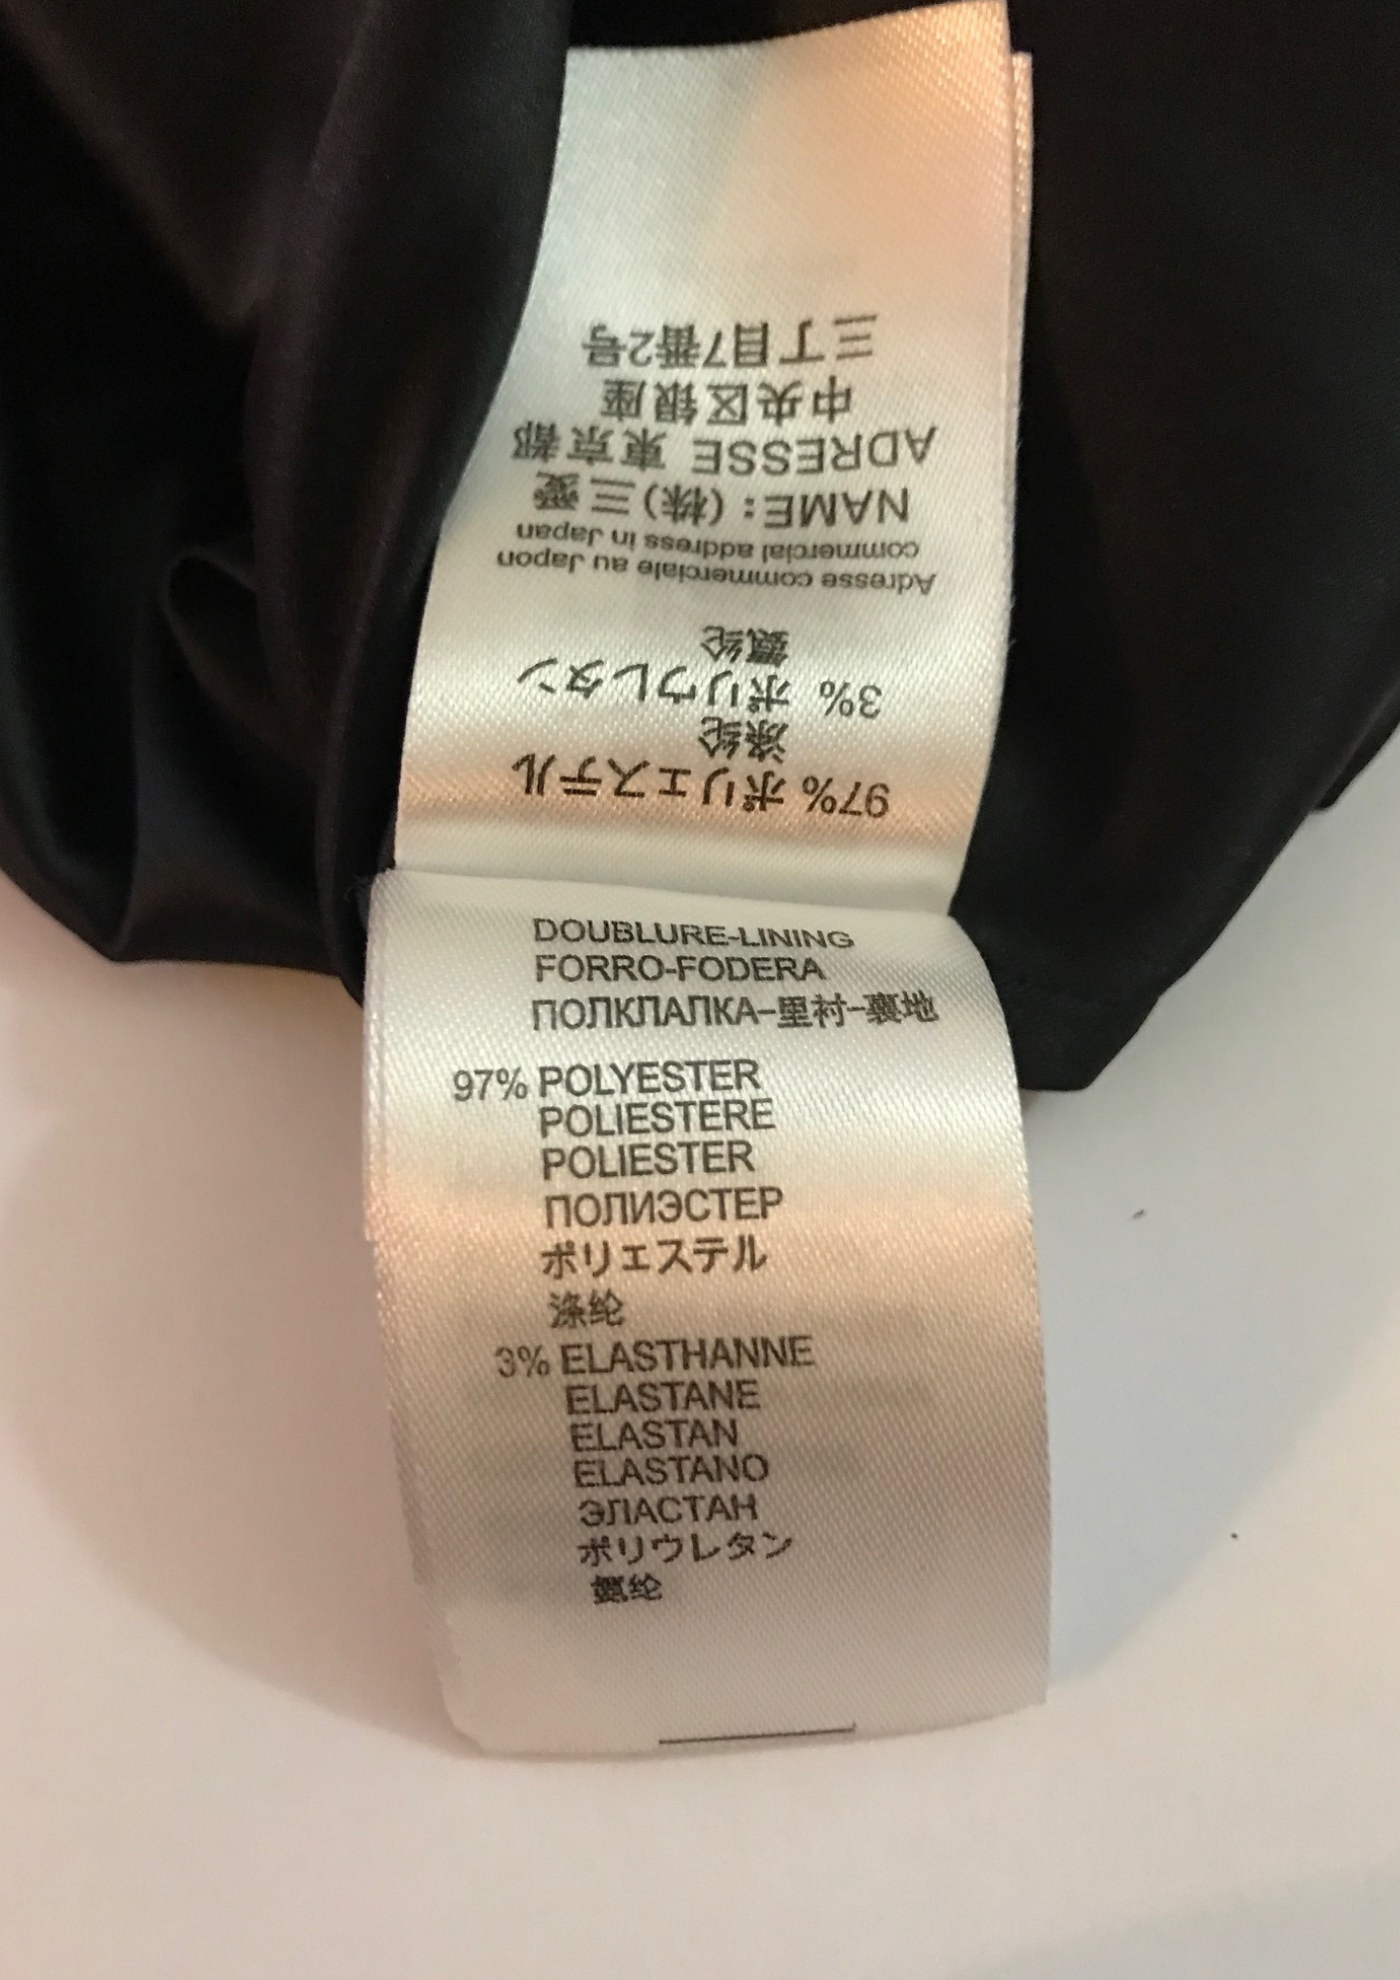 97% ポリエステル
涤纶
3% ポリウレタン
氨纶
Adresse commerciale au Japon
commercial address in Japan
NAME: (株)三愛
ADRESSE 東京都
中央区银座
三丁目7番2号
DOUBLURE-LINING
FORRO-FODERA
ПОЛКПАПКА-里衬-裏地
97% POLYESTER
POLIESTERE
POLIESTER
ПОЛИЭСТЕР
ポリエステル
涤纶
3% ELASTHANNE
ELASTANE
ELASTAN
ELASTANO
ЭЛАСТАН
ポリウレタン
氨纶